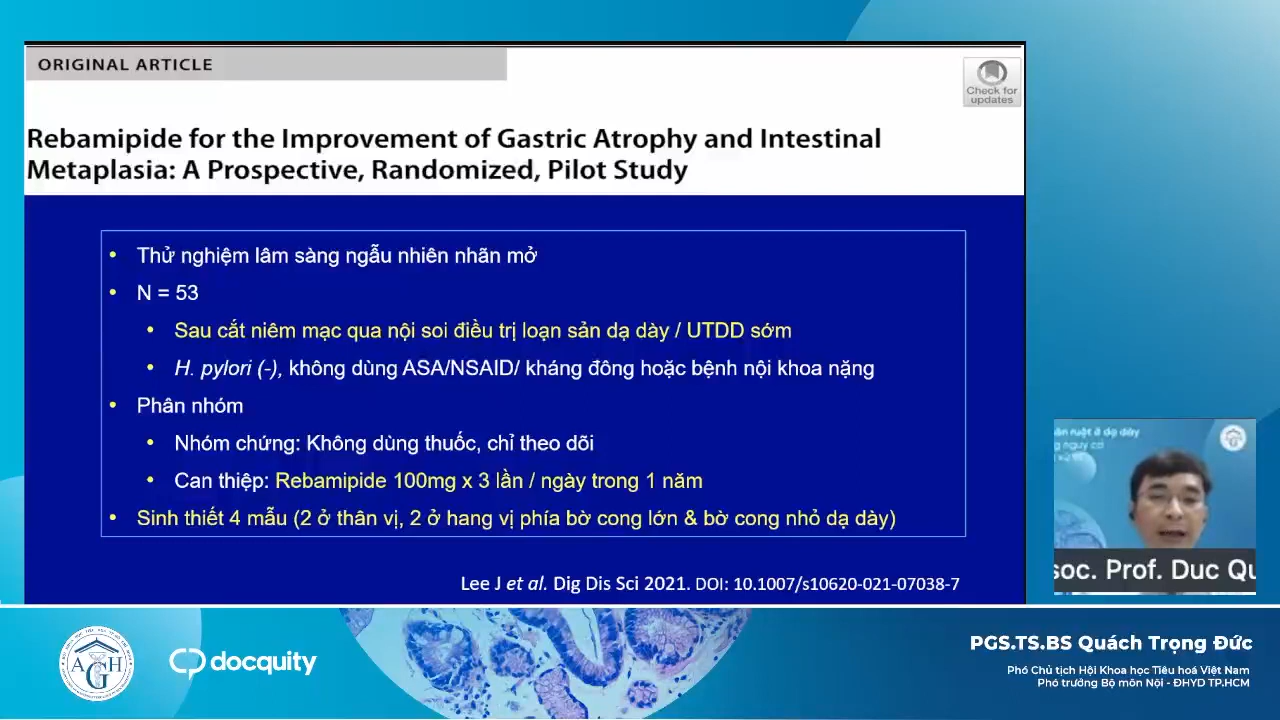 ORIGINAL ARTICLE
Check for
updates
Rebamipide for the Improvement of Gastric Atrophy and Intestinal
Metaplasia: A Prospective, Randomized, Pilot Study
• Thử nghiệm lâm sàng ngẫu nhiên nhãn mở
• N = 53
• Sau cắt niêm mạc qua nội soi điều trị loạn sản dạ dày / UTDD sớm
• H. pylori (-), không dùng ASA/NSAID/ kháng đông hoặc bệnh nội khoa nặng
• Phân nhóm
• Nhóm chứng: Không dùng thuốc, chỉ theo dõi
• Can thiệp: Rebamipide 100mg x 3 lần / ngày trong 1 năm
• Sinh thiết 4 mẫu (2 ở thân vị, 2 ở hang vị phía bờ cong lớn & bờ cong nhỏ dạ dày)
Lee J et al. Dig Dis Sci 2021. DOI: 10.1007/s10620-021-07038-7
ruột ở dạ dày
nguy cơ
soc. Prof. Duc Qu
AGH
docquity
PGS.TS.BS Quách Trọng Đức
Phó Chủ tịch Hội Khoa học Tiêu hoá Việt Nam
Phó trưởng Bộ môn Nội - ĐHYD TP.HCM